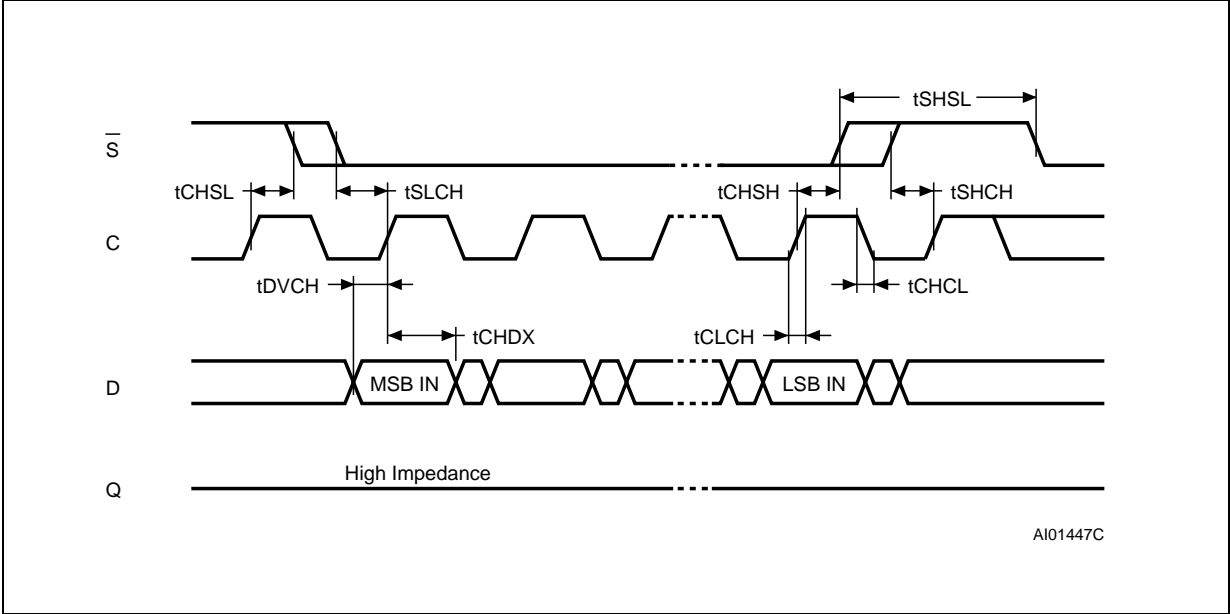 tSHSL
S̅
tCHSL
tSLCH
tCHSH
tSHCH
C
tDVCH
tCHCL
tCHDX
tCLCH
D
MSB IN
LSB IN
High Impedance
Q
AI01447C